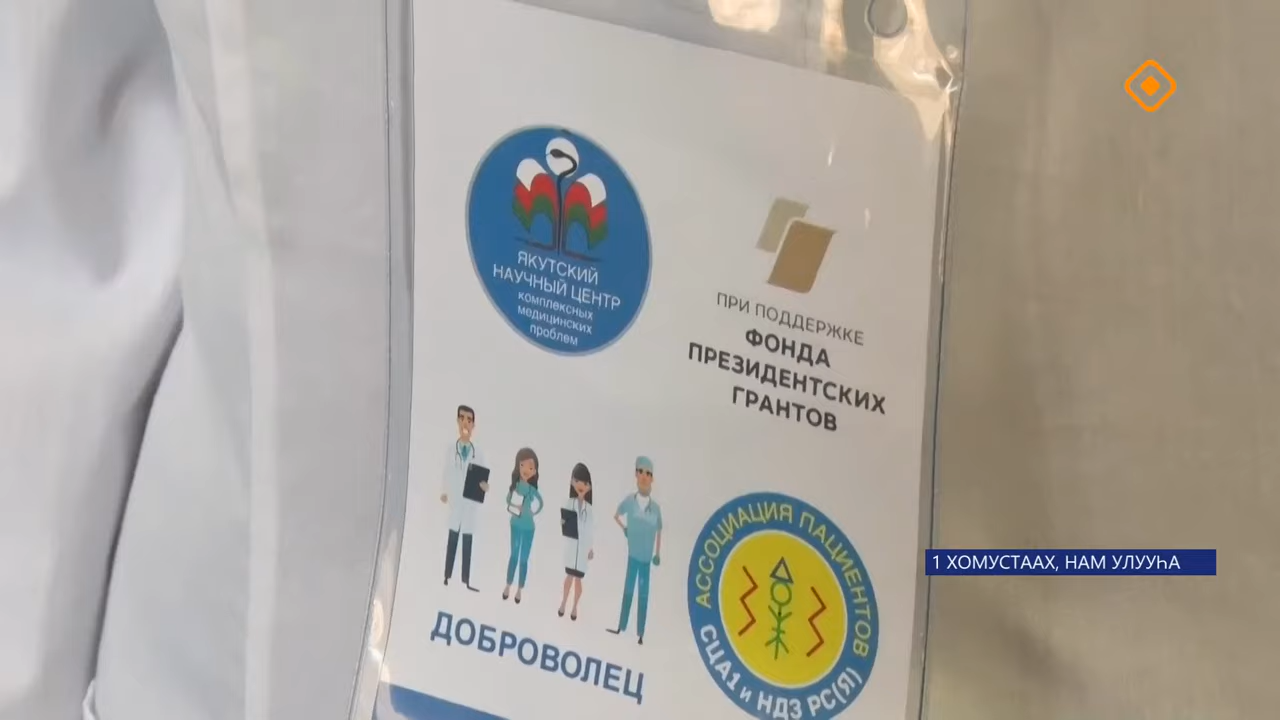 ЯКУТСКИЙ
НАУЧНЫЙ ЦЕНТР
комплексных
медицинских
проблем
ПРИ ПОДДЕРЖКЕ
ФОНДА
ПРЕЗИДЕНТСКИХ
ГРАНТОВ
ДОБРОВОЛЕЦ
АССОЦИАЦИЯ ПАЦИЕНТОВ
СЦА1 и НДЗ РС(Я)
1 ХОМУСТААХ, НАМ УЛУУҺА